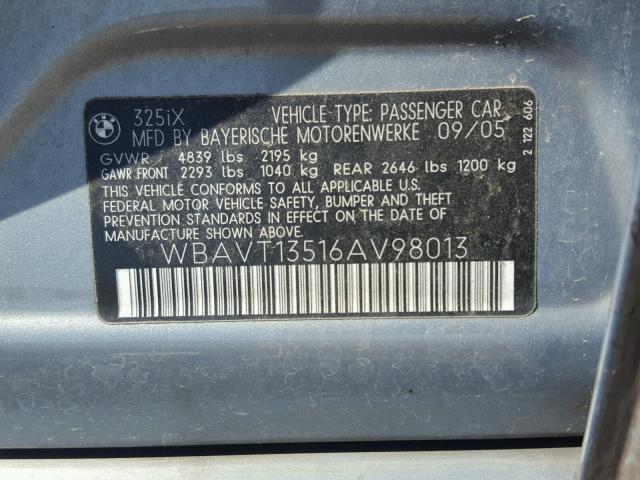 BMW
325iX VEHICLE TYPE: PASSENGER CAR
MFD BY BAYERISCHE MOTORENWERKE 09/05
GVWR 4839 lbs 2195 kg
GAWR FRONT 2293 lbs 1040 kg REAR 2646 lbs 1200 kg
THIS VEHICLE CONFORMS TO ALL APPLICABLE U.S.
FEDERAL MOTOR VEHICLE SAFETY, BUMPER AND THEFT
PREVENTION STANDARDS IN EFFECT ON THE DATE OF
MANUFACTURE SHOWN ABOVE.
WBAVT13516AV98013
2 122 606